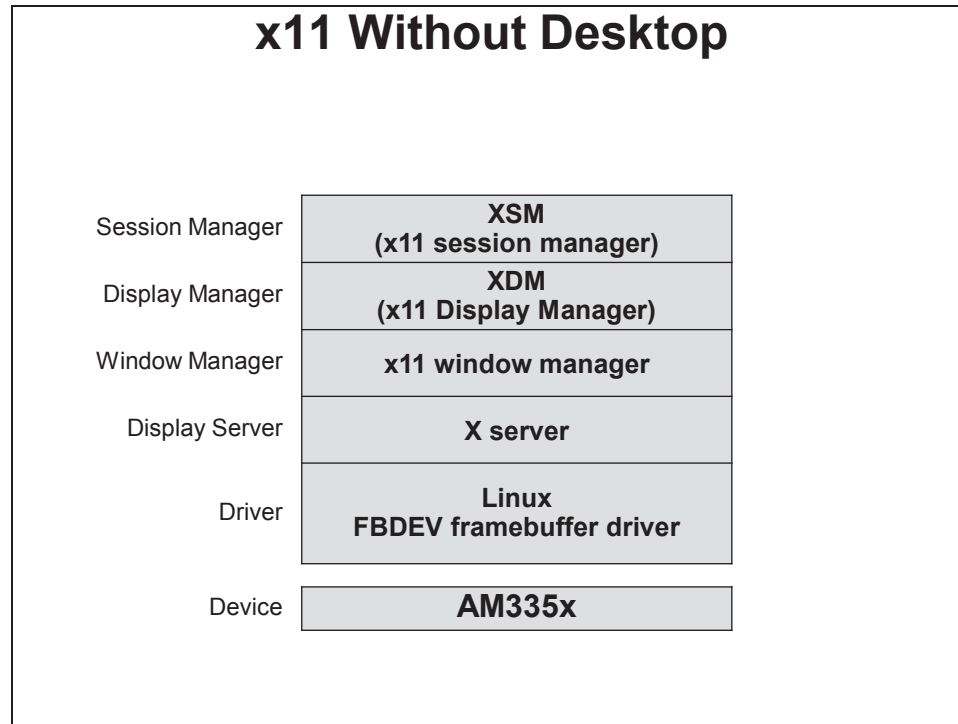 x11 Without Desktop
Session Manager
XSM
(x11 session manager)
Display Manager
XDM
(x11 Display Manager)
Window Manager
x11 window manager
Display Server
X server
Driver
Linux
FBDEV framebuffer driver
Device
AM335x